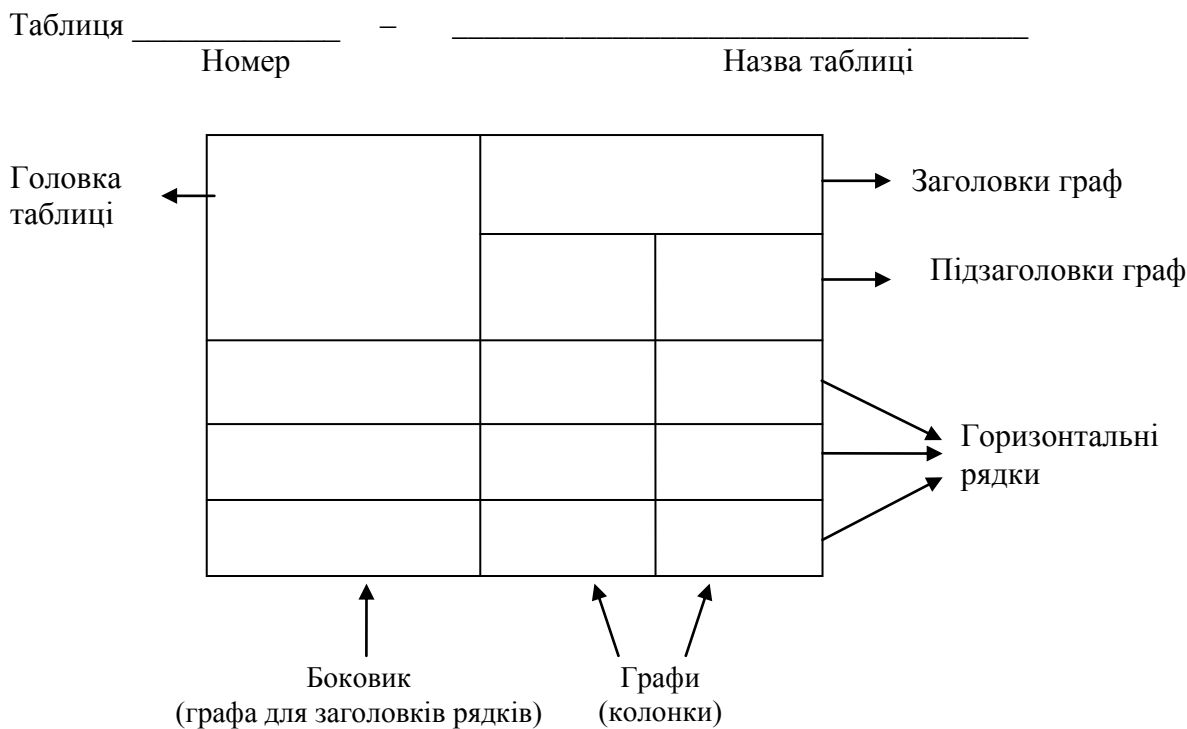 Таблиця _____________ – ____________________________________
Номер Назва таблиці
Головка
таблиці
Заголовки граф
Підзаголовки граф
Горизонтальні
рядки
Боковик
(графа для заголовків рядків)
Графи
(колонки)